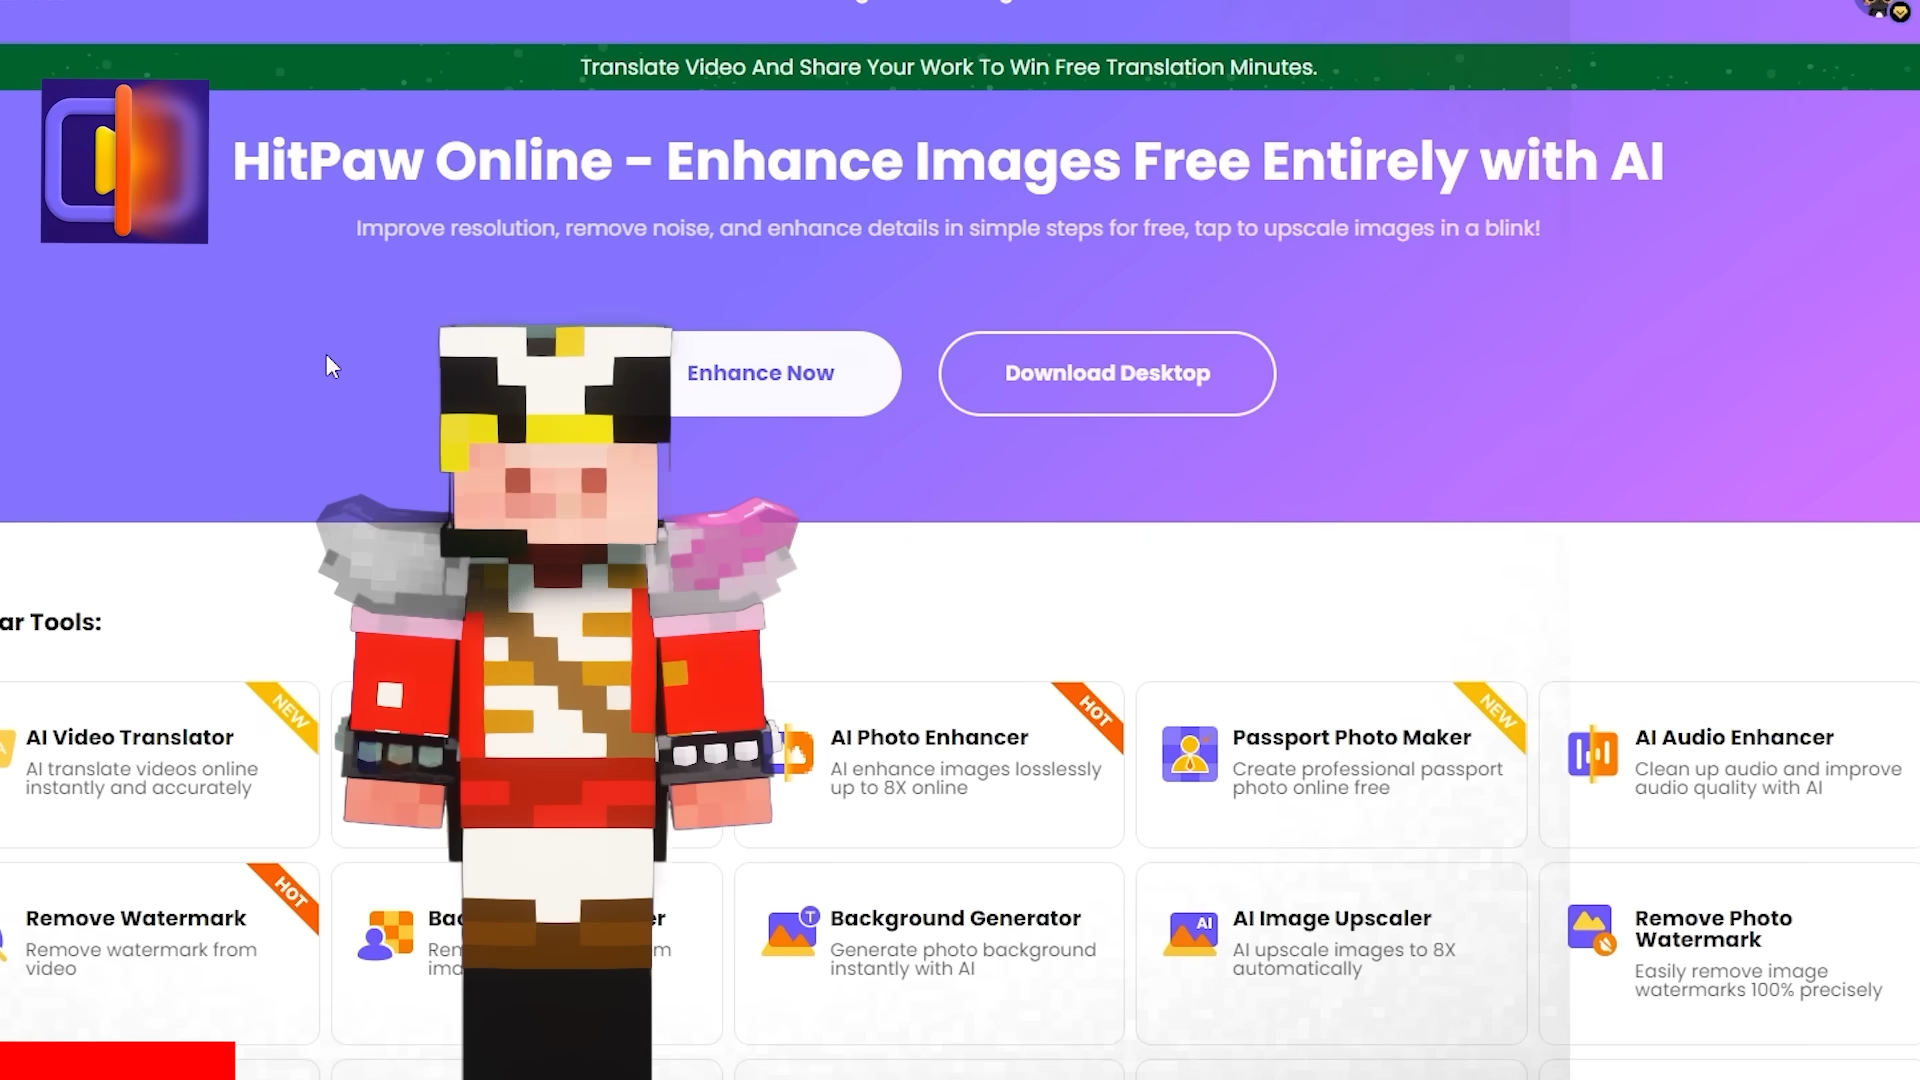 Translate Video And Share Your Work To Win Free Translation Minutes.
HitPaw Online - Enhance Images Free Entirely with AI
Improve resolution, remove noise, and enhance details in simple steps for free, tap to upscale images in a blink!
Enhance Now
Download Desktop
ar Tools:
NEW
AI Video Translator
AI translate videos online
instantly and accurately
HOT
AI Photo Enhancer
AI enhance images losslessly
up to 8X online
NEW
Passport Photo Maker
Create professional passport
photo online free
AI Audio Enhancer
Clean up audio and improve
audio quality with AI
HOT
Remove Watermark
Remove watermark from
video
T
Background Generator
Generate photo background
instantly with AI
AI
AI Image Upscaler
AI upscale images to 8X
automatically
Remove Photo
Watermark
Easily remove image
watermarks 100% precisely